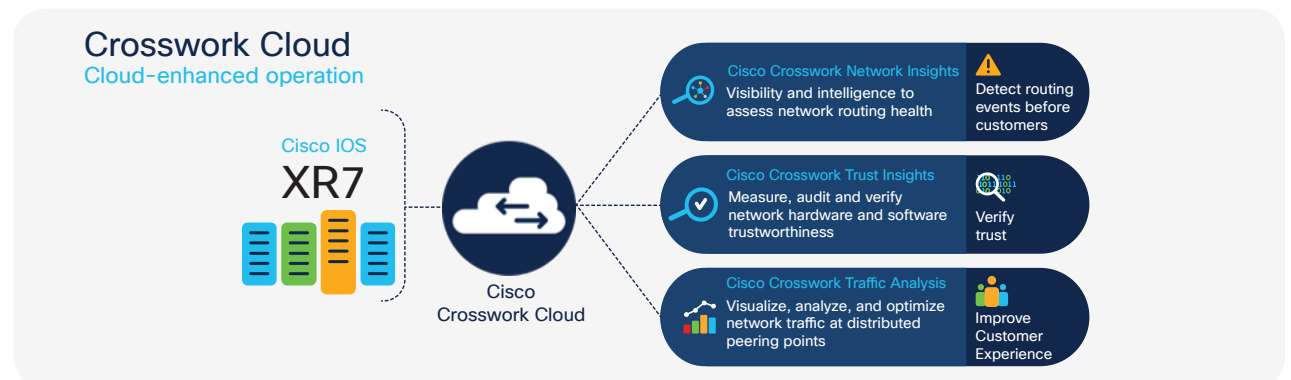 Crosswork Cloud
Cloud-enhanced operation
Cisco IOS
XR7
Cisco
Crosswork Cloud
Cisco Crosswork Network Insights
Visibility and intelligence to
assess network routing health
Detect routing
events before
customers
Cisco Crosswork Trust Insights
Measure, audit and verify
network hardware and software
trustworthiness
Verify
trust
Cisco Crosswork Traffic Analysis
Visualize, analyze, and optimize
network traffic at distributed
peering points
Improve
Customer
Experience